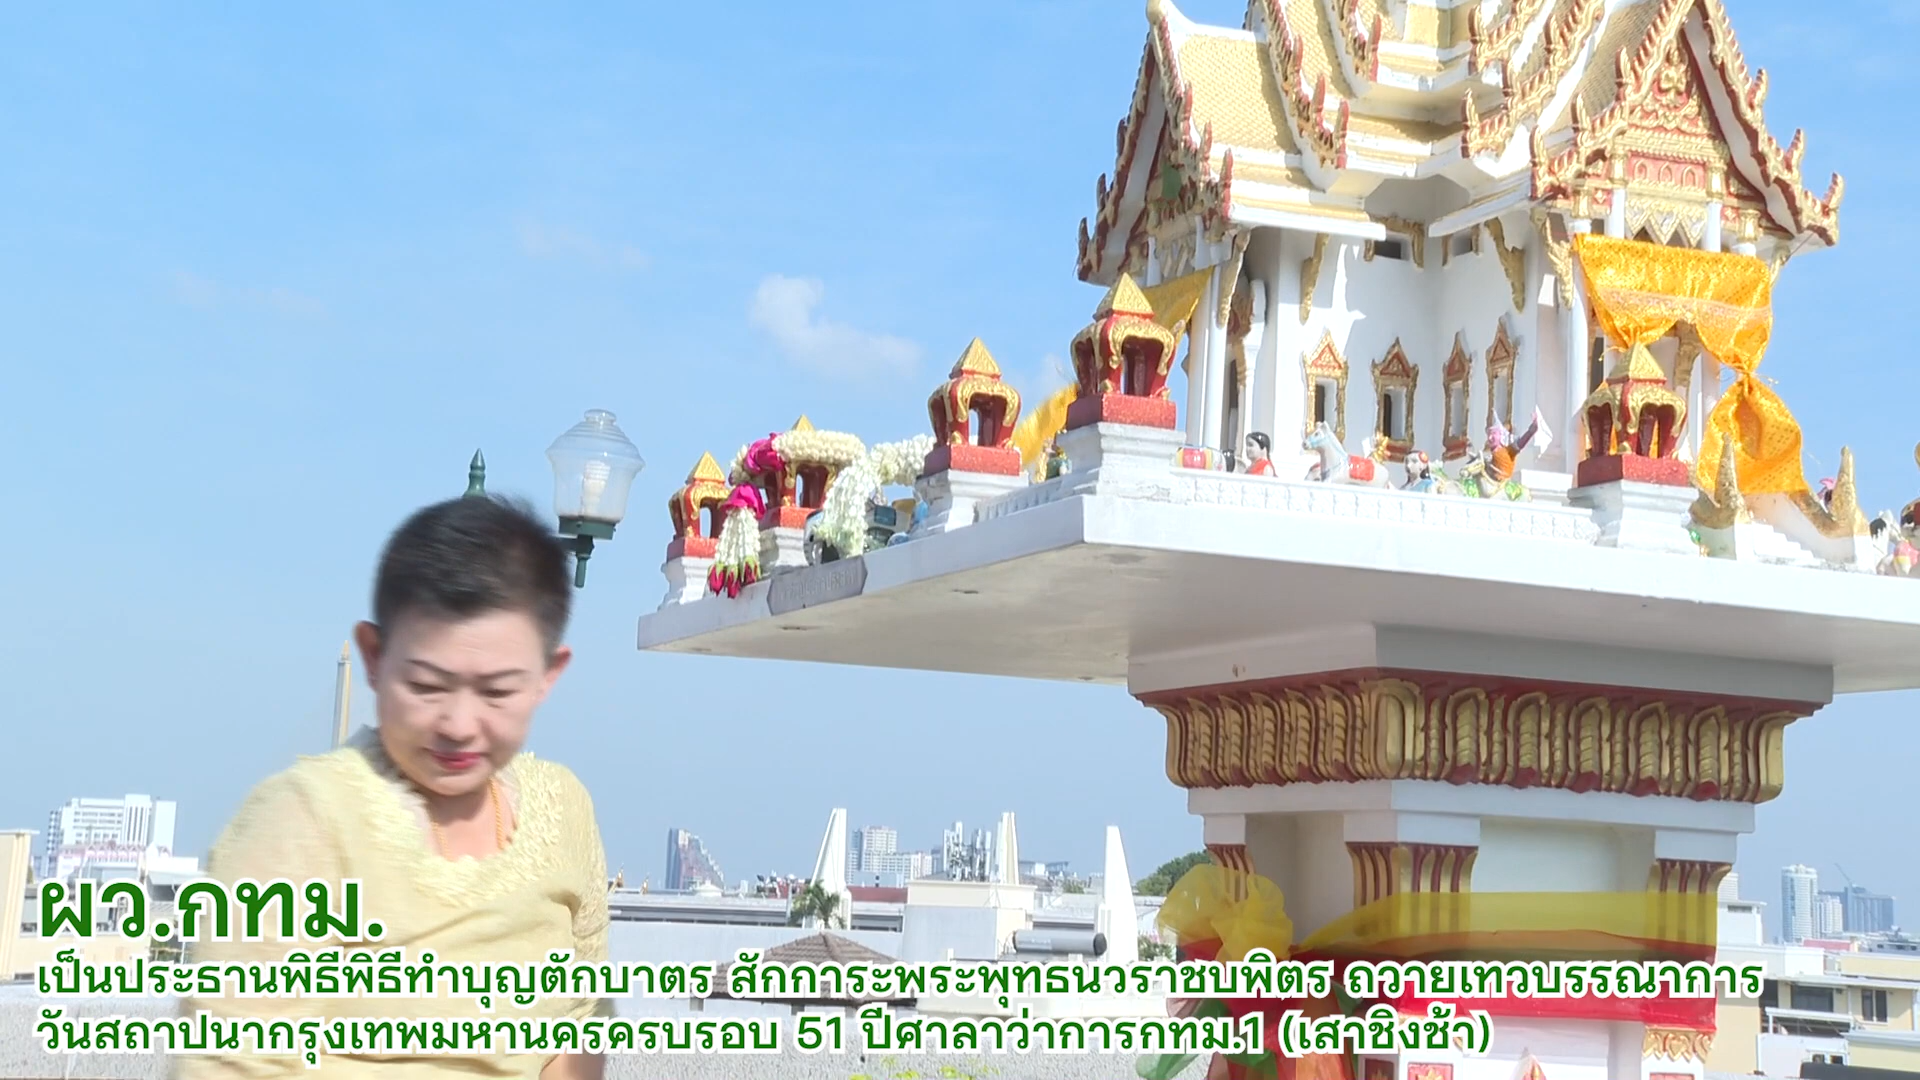 ผว.กทม.
เป็นประธานพิธีพิธีทำบุญตักบาตร สักการะพระพุทธนวราชบพิตร ถวายเทวบรรณาการ
วันสถาปนากรุงเทพมหานครครบรอบ 51 ปีศาลาว่าการกทม.1 (เสาชิงช้า)